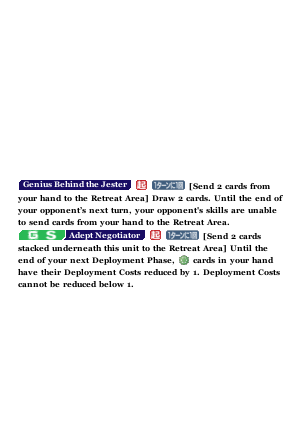 Genius Behind the Jester 起 1ターンに1回 [Send 2 cards from
your hand to the Retreat Area] Draw 2 cards. Until the end of
your opponent's next turn, your opponent's skills are unable
to send cards from your hand to the Retreat Area.
G S Adept Negotiator 起 1ターンに1回 [Send 2 cards
stacked underneath this unit to the Retreat Area] Until the
end of your next Deployment Phase, cards in your hand
have their Deployment Costs reduced by 1. Deployment Costs
cannot be reduced below 1.